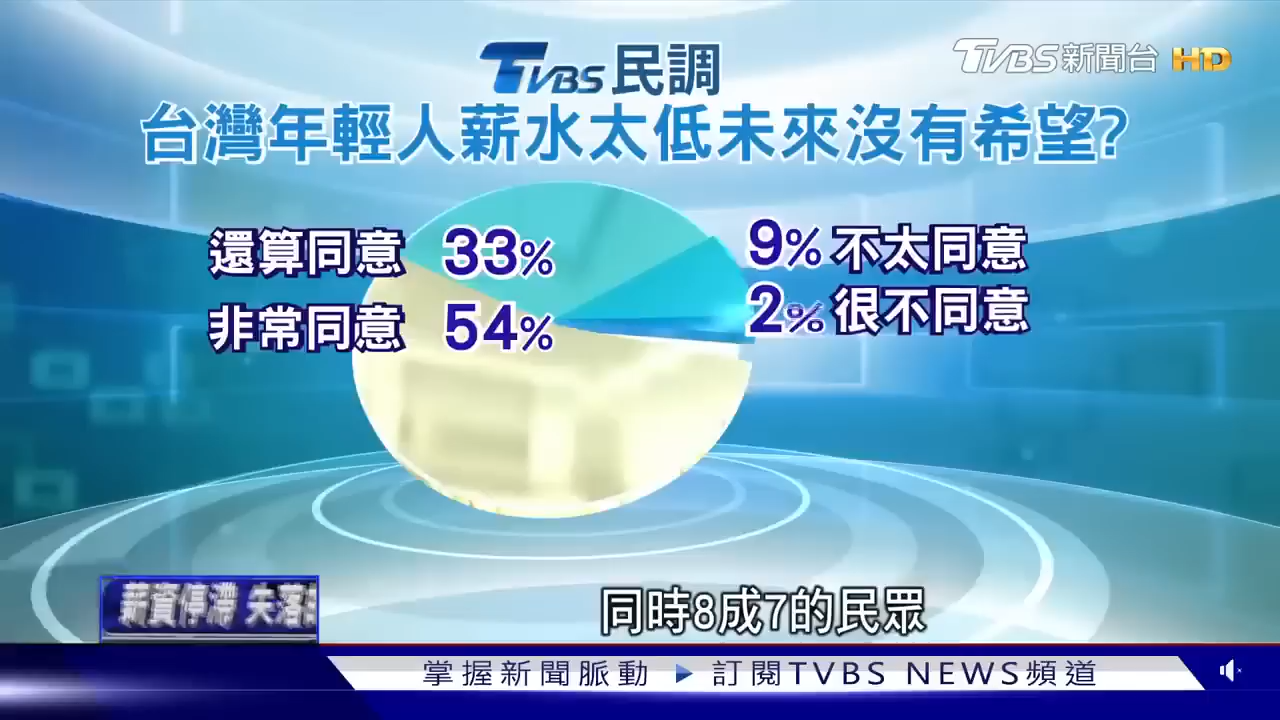 TVBS民調
TVBS新聞台 HD
台灣年輕人薪水太低未來沒有希望?
還算同意 33%
非常同意 54%
9% 不太同意
2% 很不同意
薪資停滯 失落
同時8成7的民眾
掌握新聞脈動 ▶ 訂閱TVBS NEWS頻道